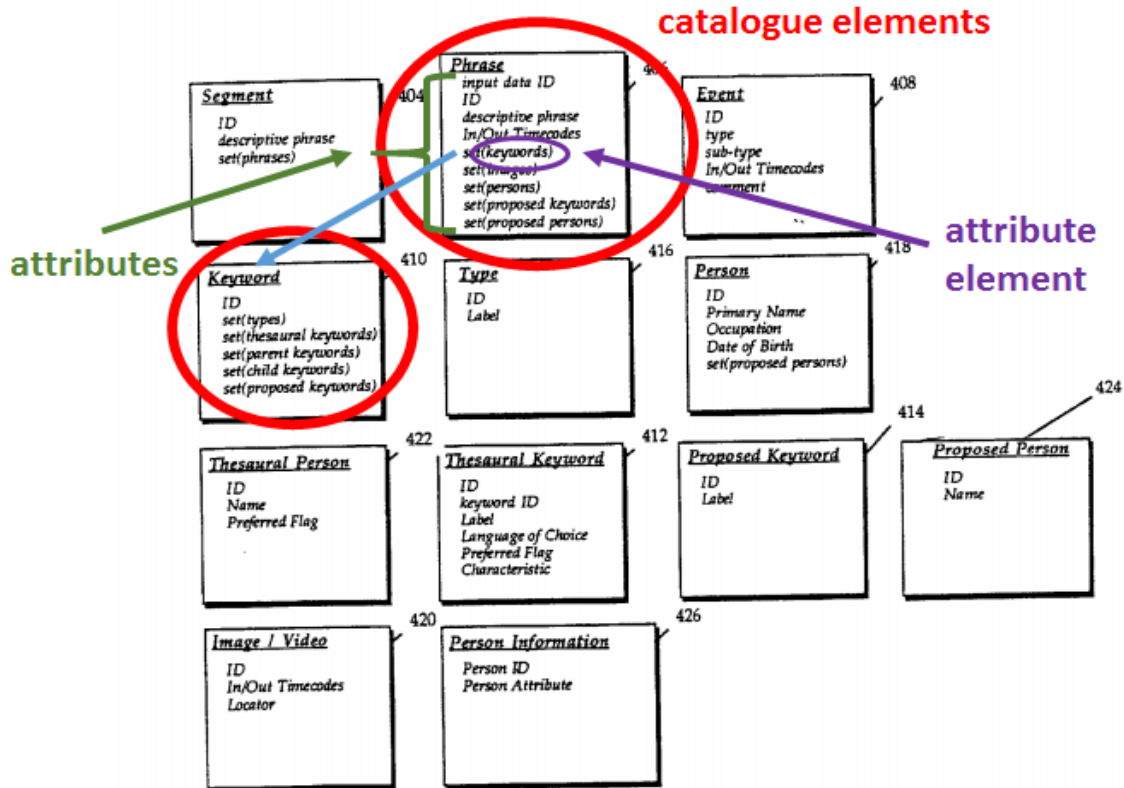 catalogue elements
Segment
404
ID
descriptive phrase
set(phrases)
Phrase
input data ID
ID
descriptive phrase
In/Out Timecodes
set(keywords)
set(images)
set(persons)
set(proposed keywords)
set(proposed persons)
Event
408
ID
type
sub-type
In/Out Timecodes
comment
attributes
attribute
element
Keyword
410
ID
set(types)
set(thesaural keywords)
set(parent keywords)
set(child keywords)
set(proposed keywords)
Type
416
ID
Label
Person
418
ID
Primary Name
Occupation
Date of Birth
set(proposed persons)
Thesaural Person
422
ID
Name
Preferred Flag
Thesaural Keyword
412
ID
keyword ID
Label
Language of Choice
Preferred Flag
Characteristic
Proposed Keyword
414
ID
Label
Proposed Person
424
ID
Name
Image / Video
420
ID
In/Out Timecodes
Locator
Person Information
426
Person ID
Person Attribute